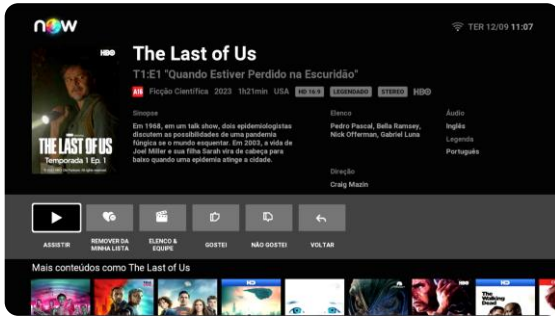 now
TER 12/09 11:07
HBO
THE LAST OF US
Temporada 1 Ep. 1
The Last of Us
T1:E1 "Quando Estiver Perdido na Escuridão"
A16 Ficção Científica 2023 1h21min USA HD 16:9 LEGENDADO STEREO HBO
Sinopse
Em 1968, em um talk show, dois epidemiologistas
discutem as possibilidades de uma pandemia
fúngica se o mundo esquentar. Em 2003, a vida de
Joel Miller e sua filha Sarah vira de cabeça para
baixo quando uma epidemia atinge a cidade.
Elenco
Pedro Pascal, Bella Ramsey,
Nick Offerman, Gabriel Luna
Direção
Craig Mazin
Áudio
Inglês
Legenda
Português
ASSISTIR
REMOVER DA
MINHA LISTA
ELENCO &
EQUIPE
GOSTEI
NÃO GOSTEI
VOLTAR
Mais conteúdos como The Last of Us
The
Walking
Dead